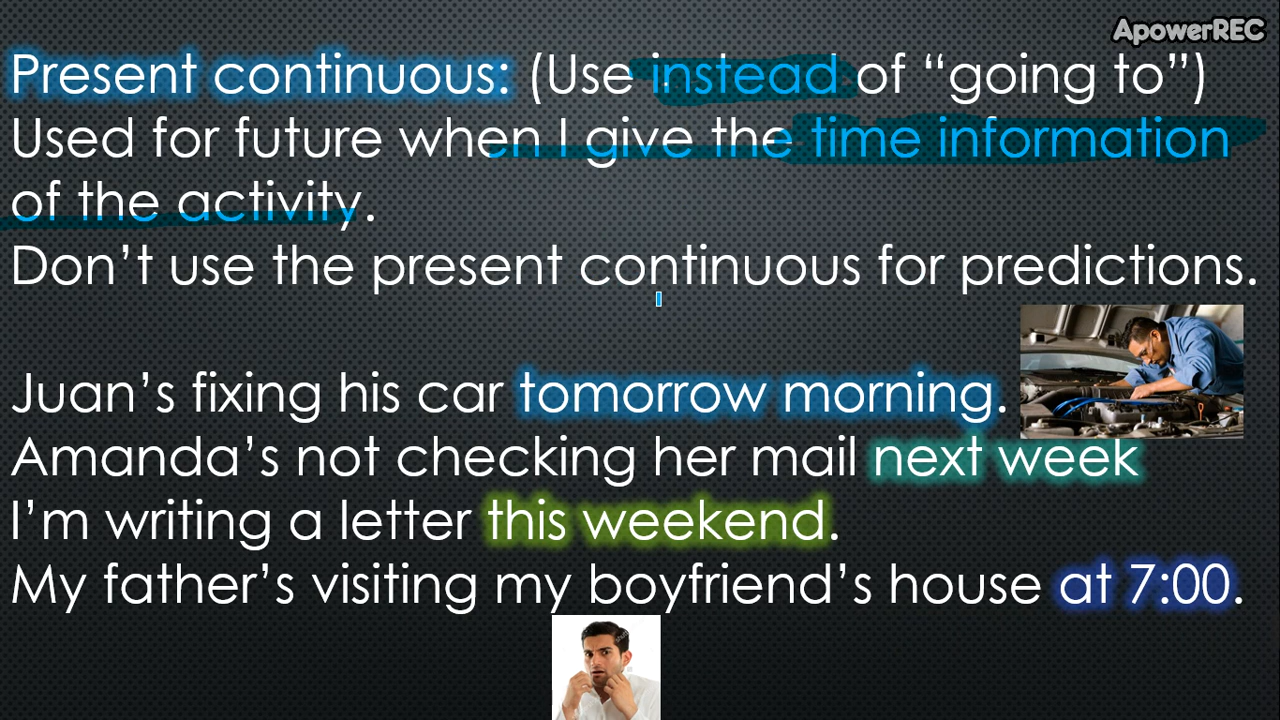 ApowerREC
Present continuous: (Use instead of “going to”)
Used for future when I give the time information
of the activity.
Don’t use the present continuous for predictions.
Juan’s fixing his car tomorrow morning.
Amanda’s not checking her mail next week
I’m writing a letter this weekend.
My father’s visiting my boyfriend’s house at 7:00.